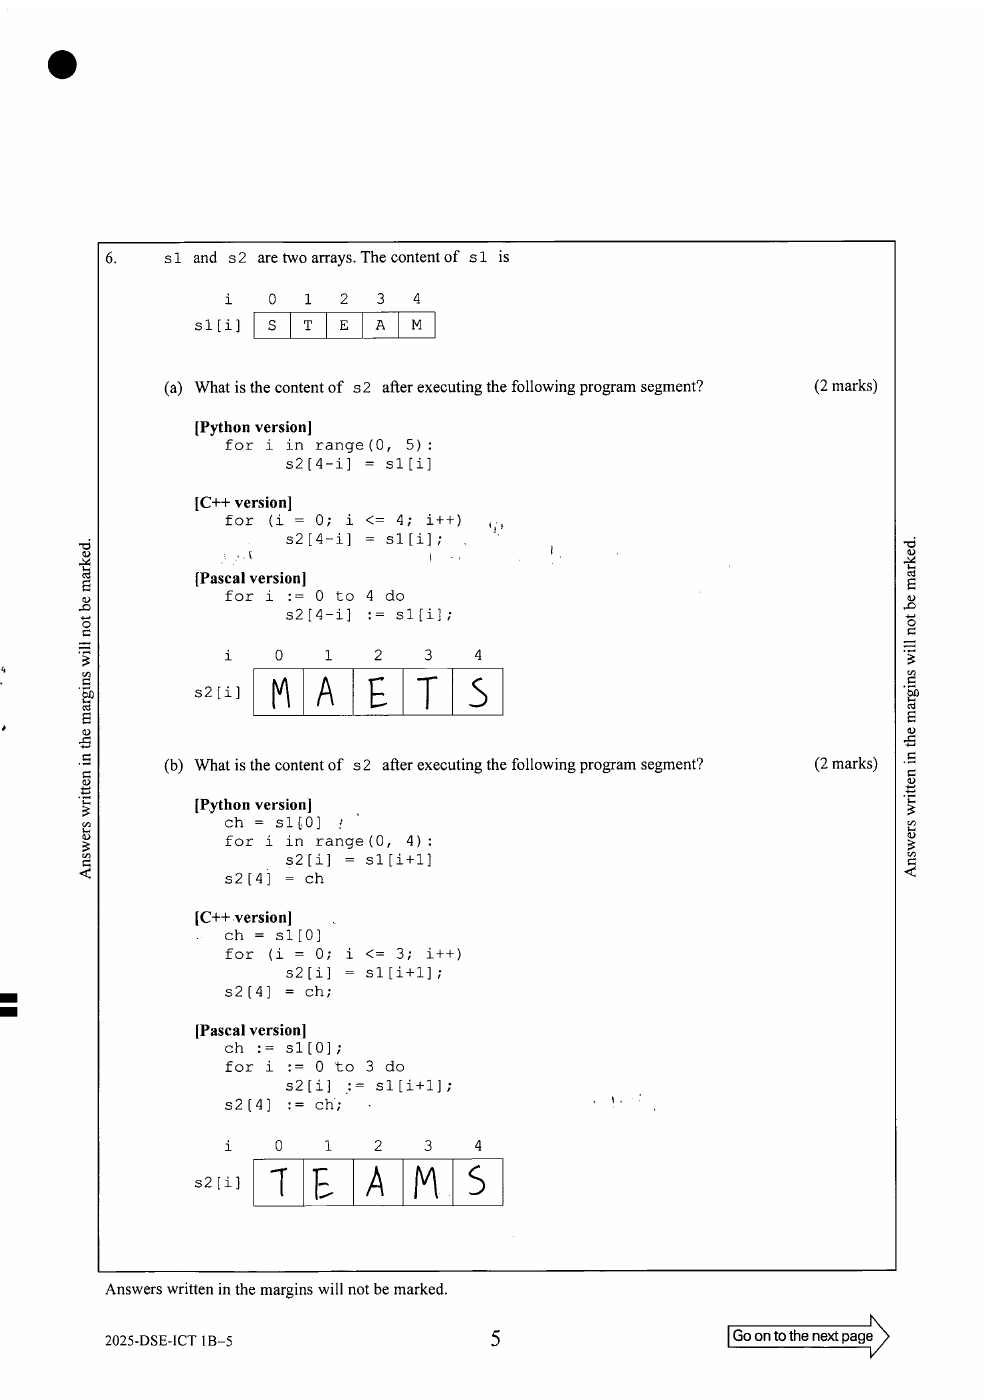 6. s1 and s2 are two arrays. The content of s1 is
i 0 1 2 3 4
s1[i] S T E A M
(a) What is the content of s2 after executing the following program segment? (2 marks)
[Python version]
for i in range(0, 5):
s2[4-i] = s1[i]
[C++ version]
for (i = 0; i <= 4; i++)
s2[4-i] = s1[i];
[Pascal version]
for i := 0 to 4 do
s2[4-i] := s1[i];
i 0 1 2 3 4
s2[i] M A E T S
(b) What is the content of s2 after executing the following program segment? (2 marks)
[Python version]
ch = s1[0]
for i in range(0, 4):
s2[i] = s1[i+1]
s2[4] = ch
[C++ version]
ch = s1[0]
for (i = 0; i <= 3; i++)
s2[i] = s1[i+1];
s2[4] = ch;
[Pascal version]
ch := s1[0];
for i := 0 to 3 do
s2[i] := s1[i+1];
s2[4] := ch;
i 0 1 2 3 4
s2[i] T E A M S
Answers written in the margins will not be marked.
Answers written in the margins will not be marked.
Answers written in the margins will not be marked.
2025-DSE-ICT 1B–5
5
Go on to the next page